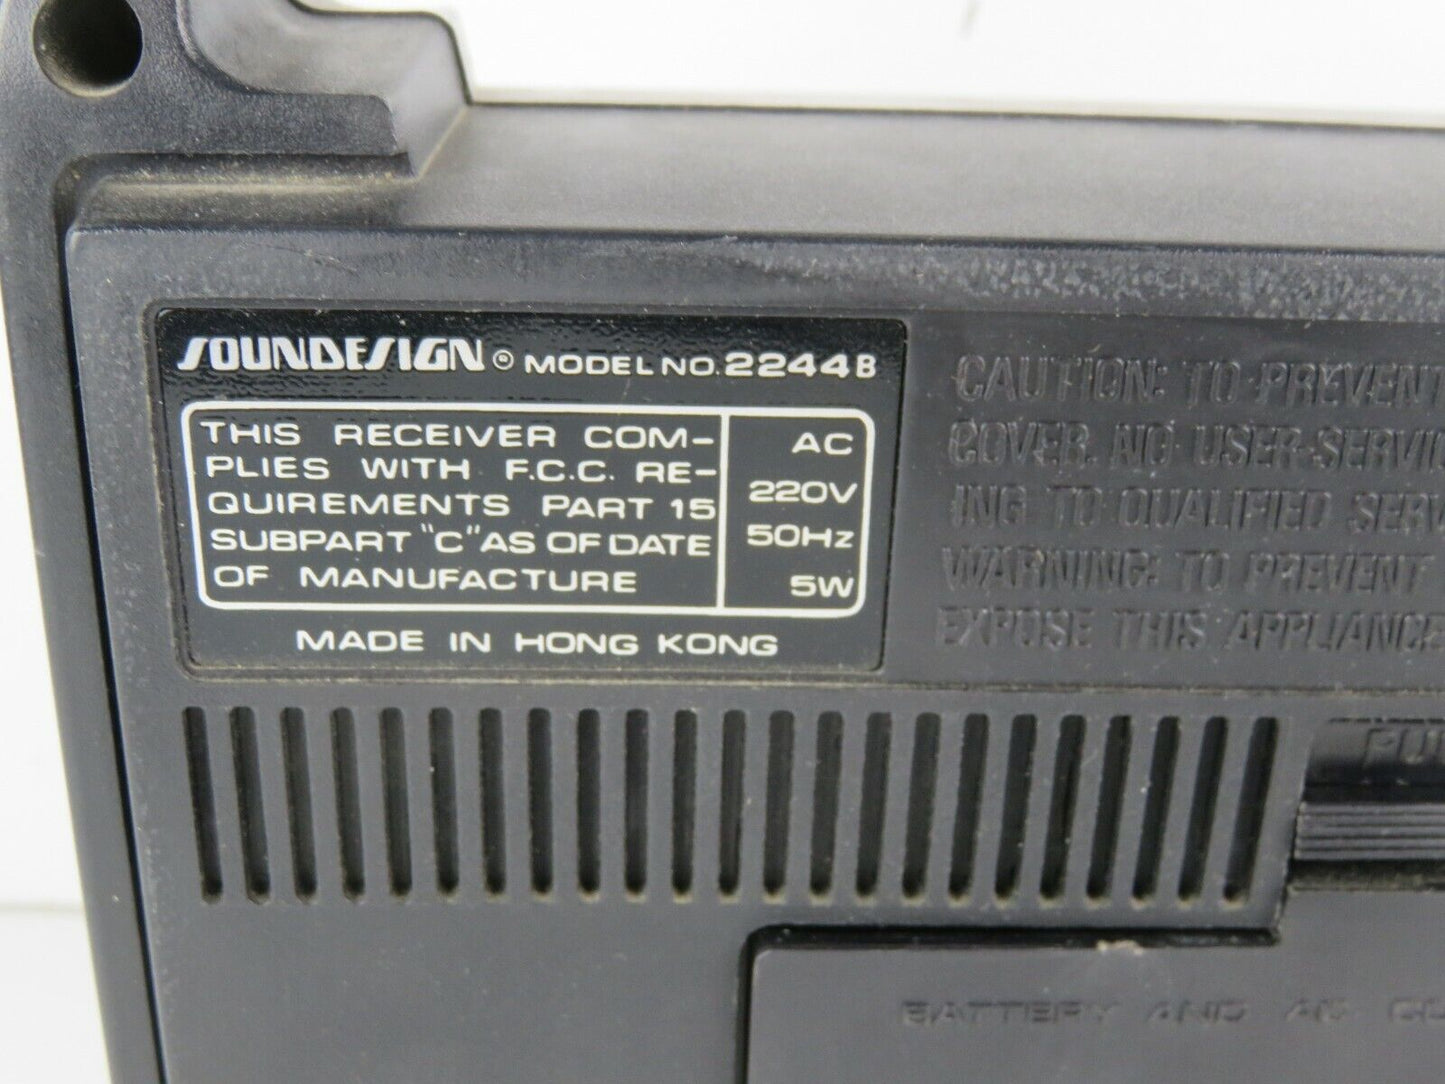 SOUNDESIGN ® MODEL NO. 2244B
THIS RECEIVER COM-
PLIES WITH F.C.C. RE-
QUIREMENTS PART 15
SUBPART "C" AS OF DATE
OF MANUFACTURE
AC
220V
50Hz
5W
MADE IN HONG KONG
CAUTION: TO PREVENT
COVER. NO USER-SERVIC
ING TO QUALIFIED SERV
WARNING: TO PREVENT
EXPOSE THIS APPLIANCE
BATTERY AND AC